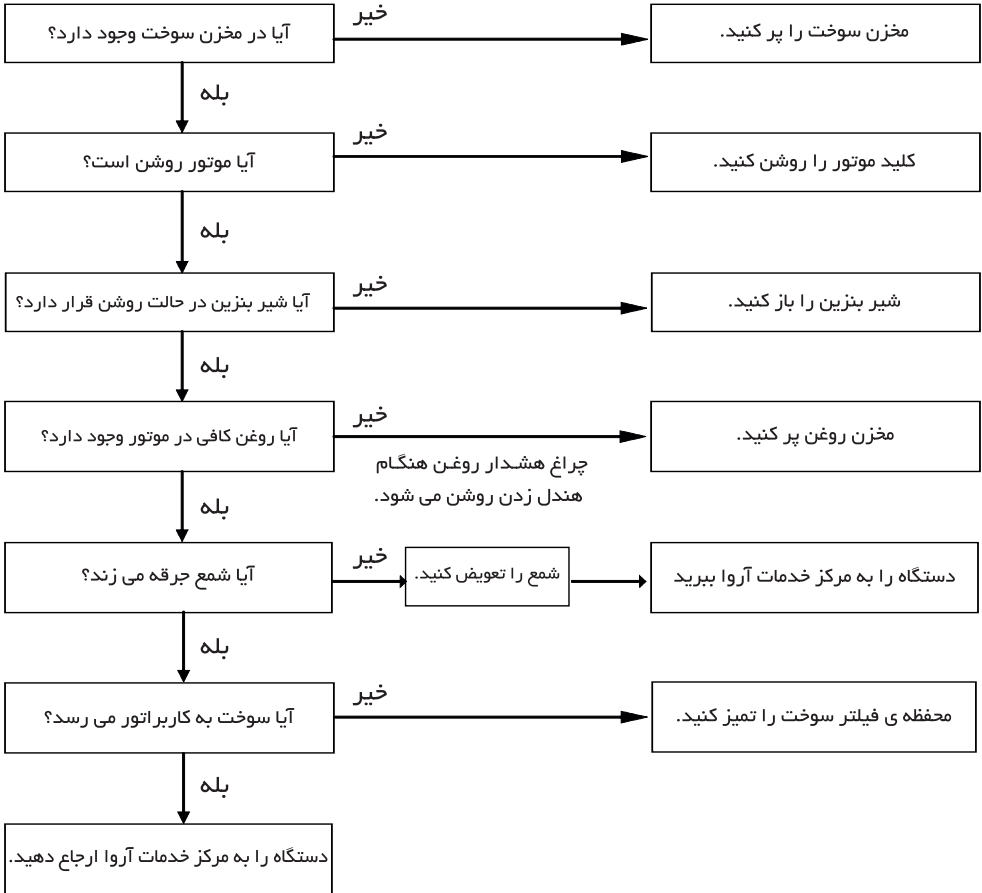 آیا در مخزن سوخت وجود دارد؟
خیر
مخزن سوخت را پر کنید.
بله
آیا موتور روشن است؟
خیر
کلید موتور را روشن کنید.
بله
آیا شیر بنزین در حالت روشن قرار دارد؟
خیر
شیر بنزین را باز کنید.
بله
آیا روغن کافی در موتور وجود دارد؟
خیر
مخزن روغن پر کنید.
چراغ هشدار روغن هنگام
هندل زدن روشن می شود.
بله
آیا شمع جرقه می زند؟
خیر
شمع را تعویض کنید.
دستگاه را به مرکز خدمات آروا ببرید
بله
آیا سوخت به کاربراتور می رسد؟
خیر
محفظه ی فیلتر سوخت را تمیز کنید.
بله
دستگاه را به مرکز خدمات آروا ارجاع دهید.